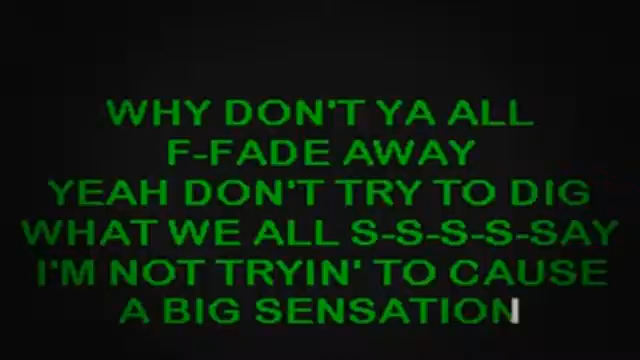 WHY DON'T YA ALL
F-FADE AWAY
YEAH DON'T TRY TO DIG
WHAT WE ALL S-S-S-S-SAY
I'M NOT TRYIN' TO CAUSE
A BIG SENSATION